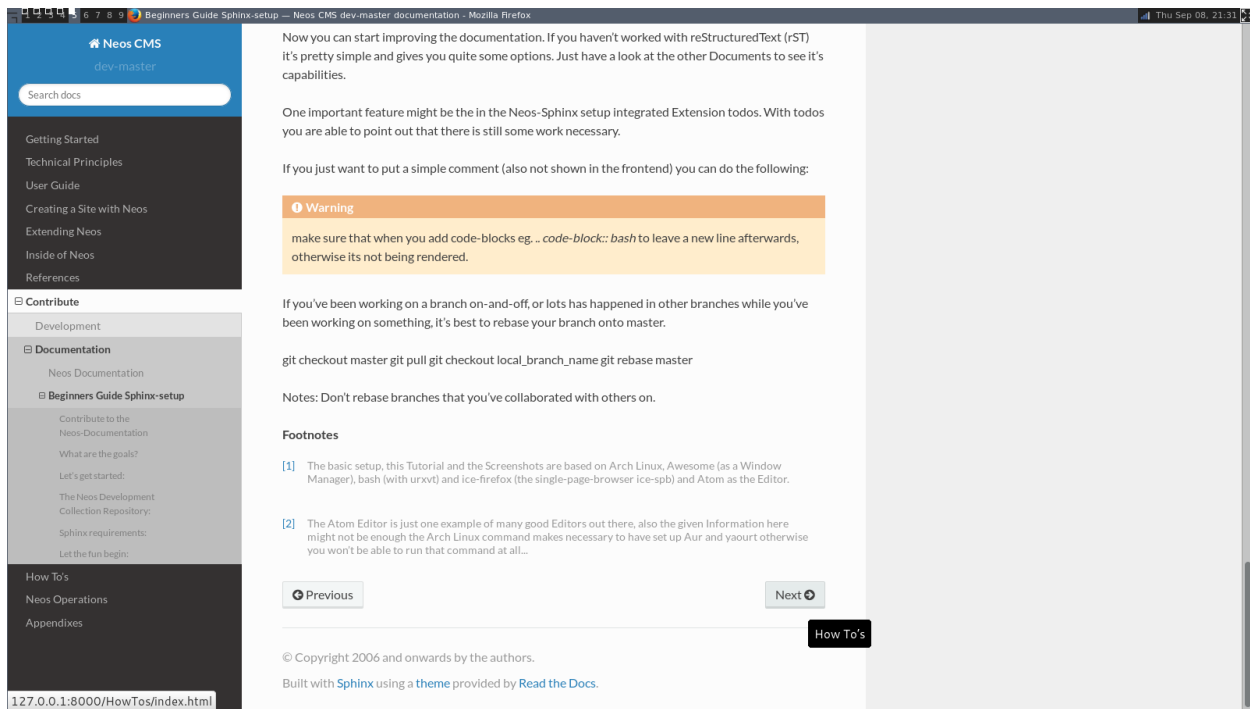 1 2 3 4 5 6 7 8 9 Beginners Guide Sphinx-setup — Neos CMS dev-master documentation - Mozilla Firefox
Thu Sep 08, 21:31
Neos CMS
dev-master
Search docs
Getting Started
Technical Principles
User Guide
Creating a Site with Neos
Extending Neos
Inside of Neos
References
Contribute
Development
Documentation
Neos Documentation
Beginners Guide Sphinx-setup
Contribute to the
Neos-Documentation
What are the goals?
Let's get started:
The Neos Development
Collection Repository:
Sphinx requirements:
Let the fun begin:
How To's
Neos Operations
Appendixes
127.0.0.1:8000/HowTos/index.html
Now you can start improving the documentation. If you haven't worked with reStructuredText (rST)
it's pretty simple and gives you quite some options. Just have a look at the other Documents to see it's
capabilities.
One important feature might be the in the Neos-Sphinx setup integrated Extension todos. With todos
you are able to point out that there is still some work necessary.
If you just want to put a simple comment (also not shown in the frontend) you can do the following:
Warning
make sure that when you add code-blocks eg. .. code-block:: bash to leave a new line afterwards,
otherwise its not being rendered.
If you've been working on a branch on-and-off, or lots has happened in other branches while you've
been working on something, it's best to rebase your branch onto master.
git checkout master git pull git checkout local_branch_name git rebase master
Notes: Don't rebase branches that you've collaborated with others on.
Footnotes
[1] The basic setup, this Tutorial and the Screenshots are based on Arch Linux, Awesome (as a Window
Manager), bash (with urxvt) and ice-firefox (the single-page-browser ice-spb) and Atom as the Editor.
[2] The Atom Editor is just one example of many good Editors out there, also the given Information here
might not be enough the Arch Linux command makes necessary to have set up Aur and yaourt otherwise
you won't be able to run that command at all...
Previous
Next
How To's
© Copyright 2006 and onwards by the authors.
Built with Sphinx using a theme provided by Read the Docs.